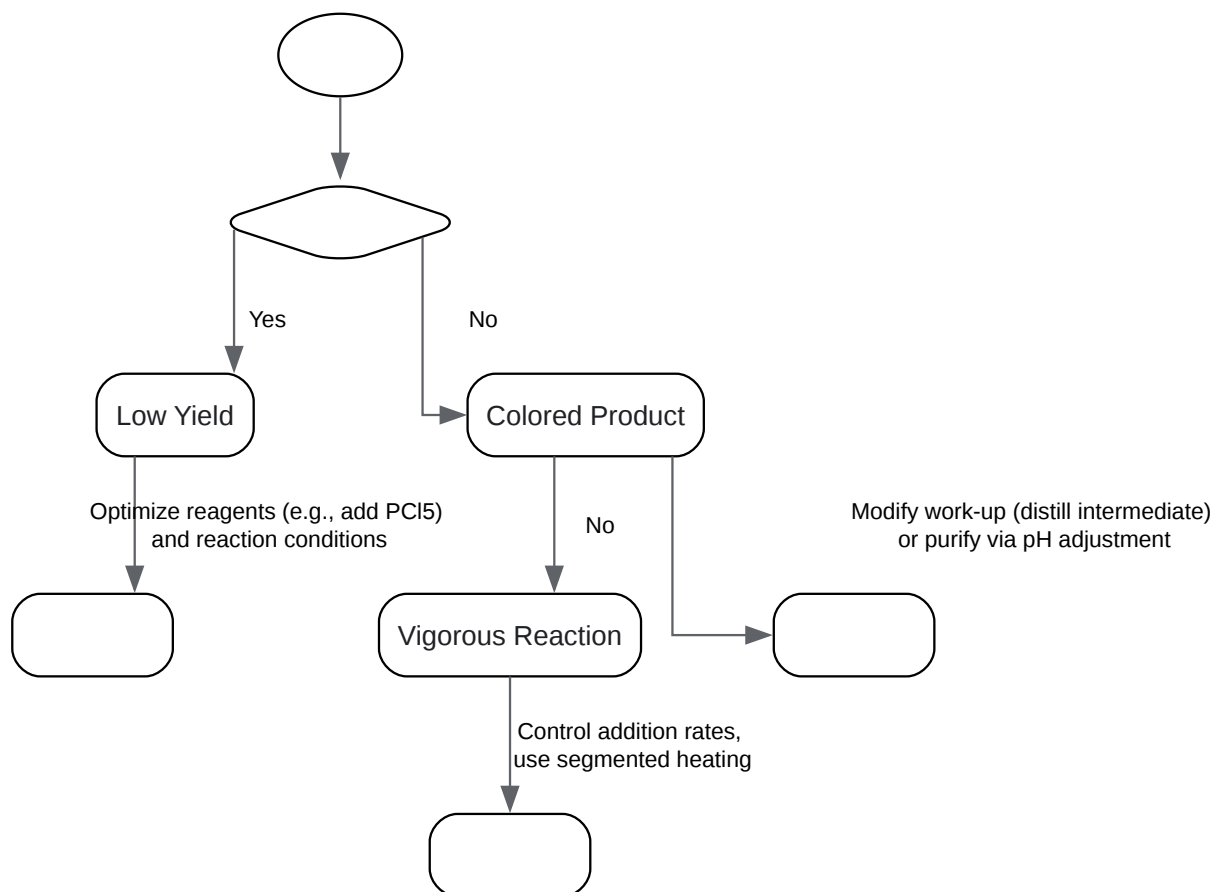 Yes
No
Low Yield
Colored Product
Optimize reagents (e.g., add PCl5)
and reaction conditions
No
Modify work-up (distill intermediate)
or purify via pH adjustment
Vigorous Reaction
Control addition rates,
use segmented heating